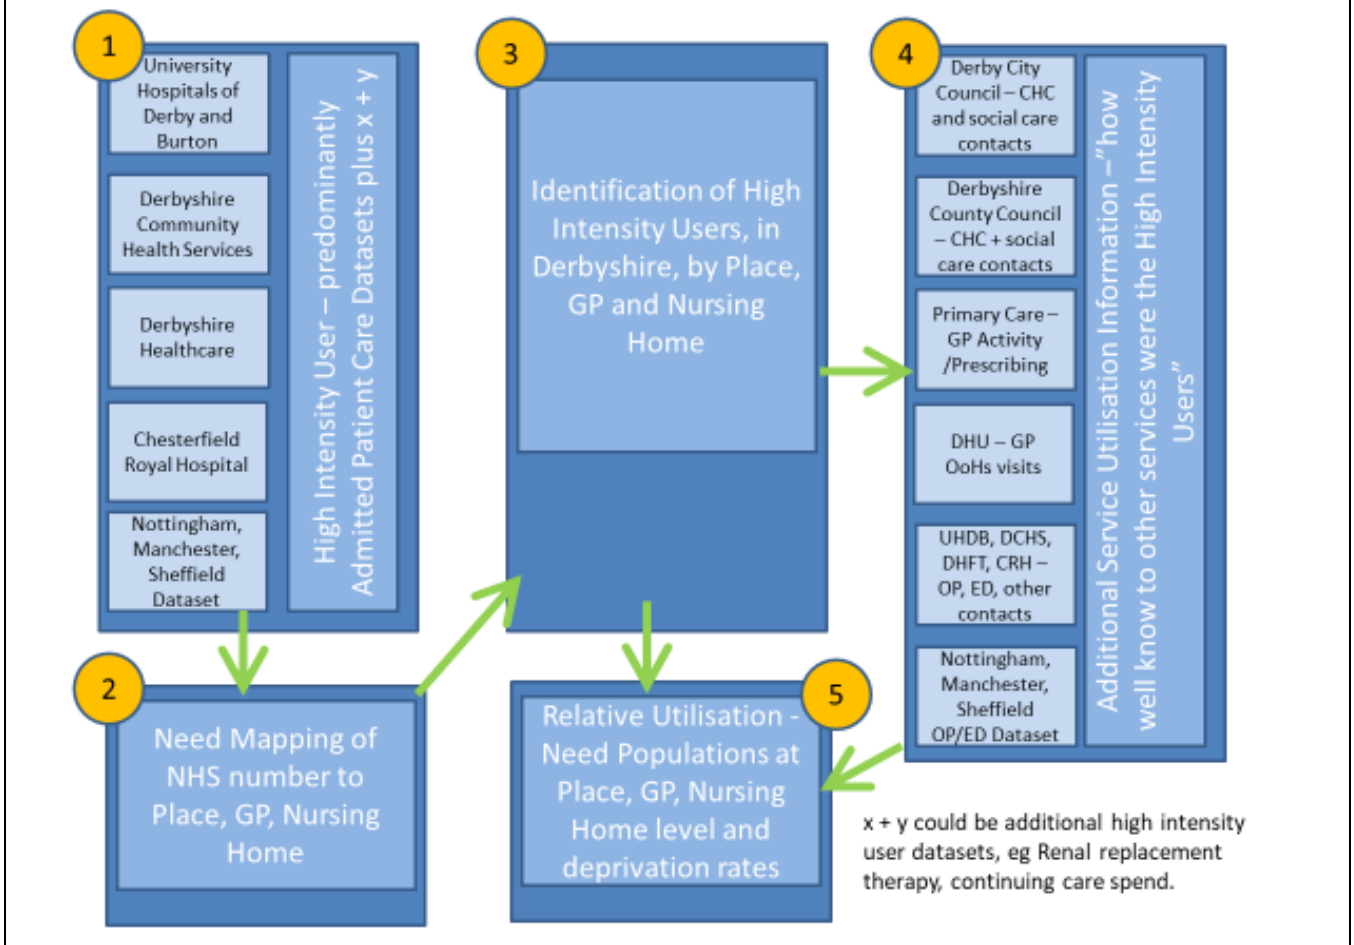 1
University
Hospitals of
Derby and
Burton
Derbyshire
Community
Health Services
Derbyshire
Healthcare
Chesterfield
Royal Hospital
Nottingham,
Manchester,
Sheffield
Dataset
High Intensity User – predominantly
Admitted Patient Care Datasets plus x + y
2
Need Mapping of
NHS number to
Place, GP, Nursing
Home
3
Identification of High
Intensity Users, in
Derbyshire, by Place,
GP and Nursing
Home
4
Derby City
Council – CHC
and social care
contacts
Derbyshire
County Council
– CHC + social
care contacts
Primary Care –
GP Activity
/Prescribing
DHU – GP
OoHs visits
UHDB, DCHS,
DHFT, CRH –
OP, ED, other
contacts
Nottingham,
Manchester,
Sheffield
OP/ED Dataset
Additional Service Utilisation Information –"how
well know to other services were the High Intensity
Users"
5
Relative Utilisation -
Need Populations at
Place, GP, Nursing
Home level and
deprivation rates
x + y could be additional high intensity
user datasets, eg Renal replacement
therapy, continuing care spend.